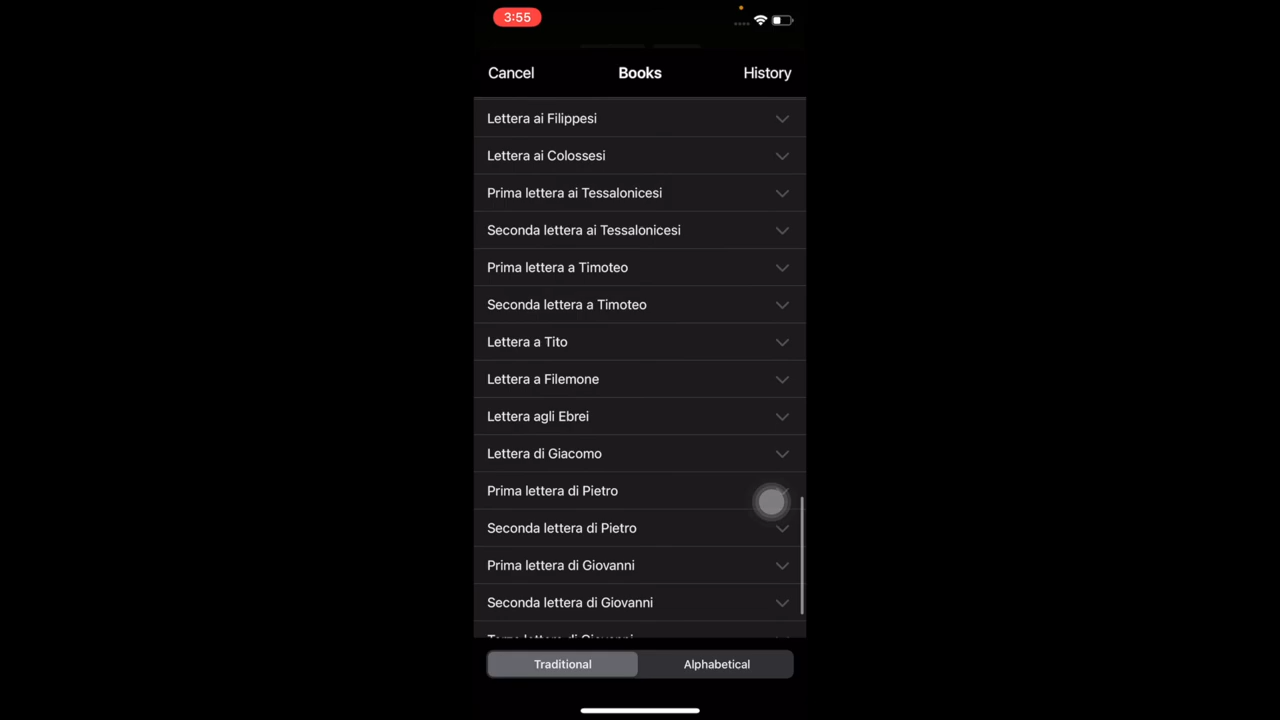 3:55
Cancel Books History
Lettera ai Filippesi
Lettera ai Colossesi
Prima lettera ai Tessalonicesi
Seconda lettera ai Tessalonicesi
Prima lettera a Timoteo
Seconda lettera a Timoteo
Lettera a Tito
Lettera a Filemone
Lettera agli Ebrei
Lettera di Giacomo
Prima lettera di Pietro
Seconda lettera di Pietro
Prima lettera di Giovanni
Seconda lettera di Giovanni
Terza lettera di Giovanni
Traditional Alphabetical